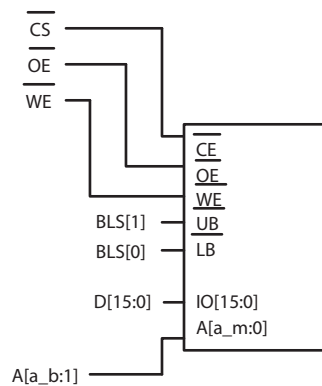 CS
OE
WE
CE
OE
WE
BLS[1] UB
BLS[0] LB
D[15:0] IO[15:0]
A[a_m:0]
A[a_b:1]